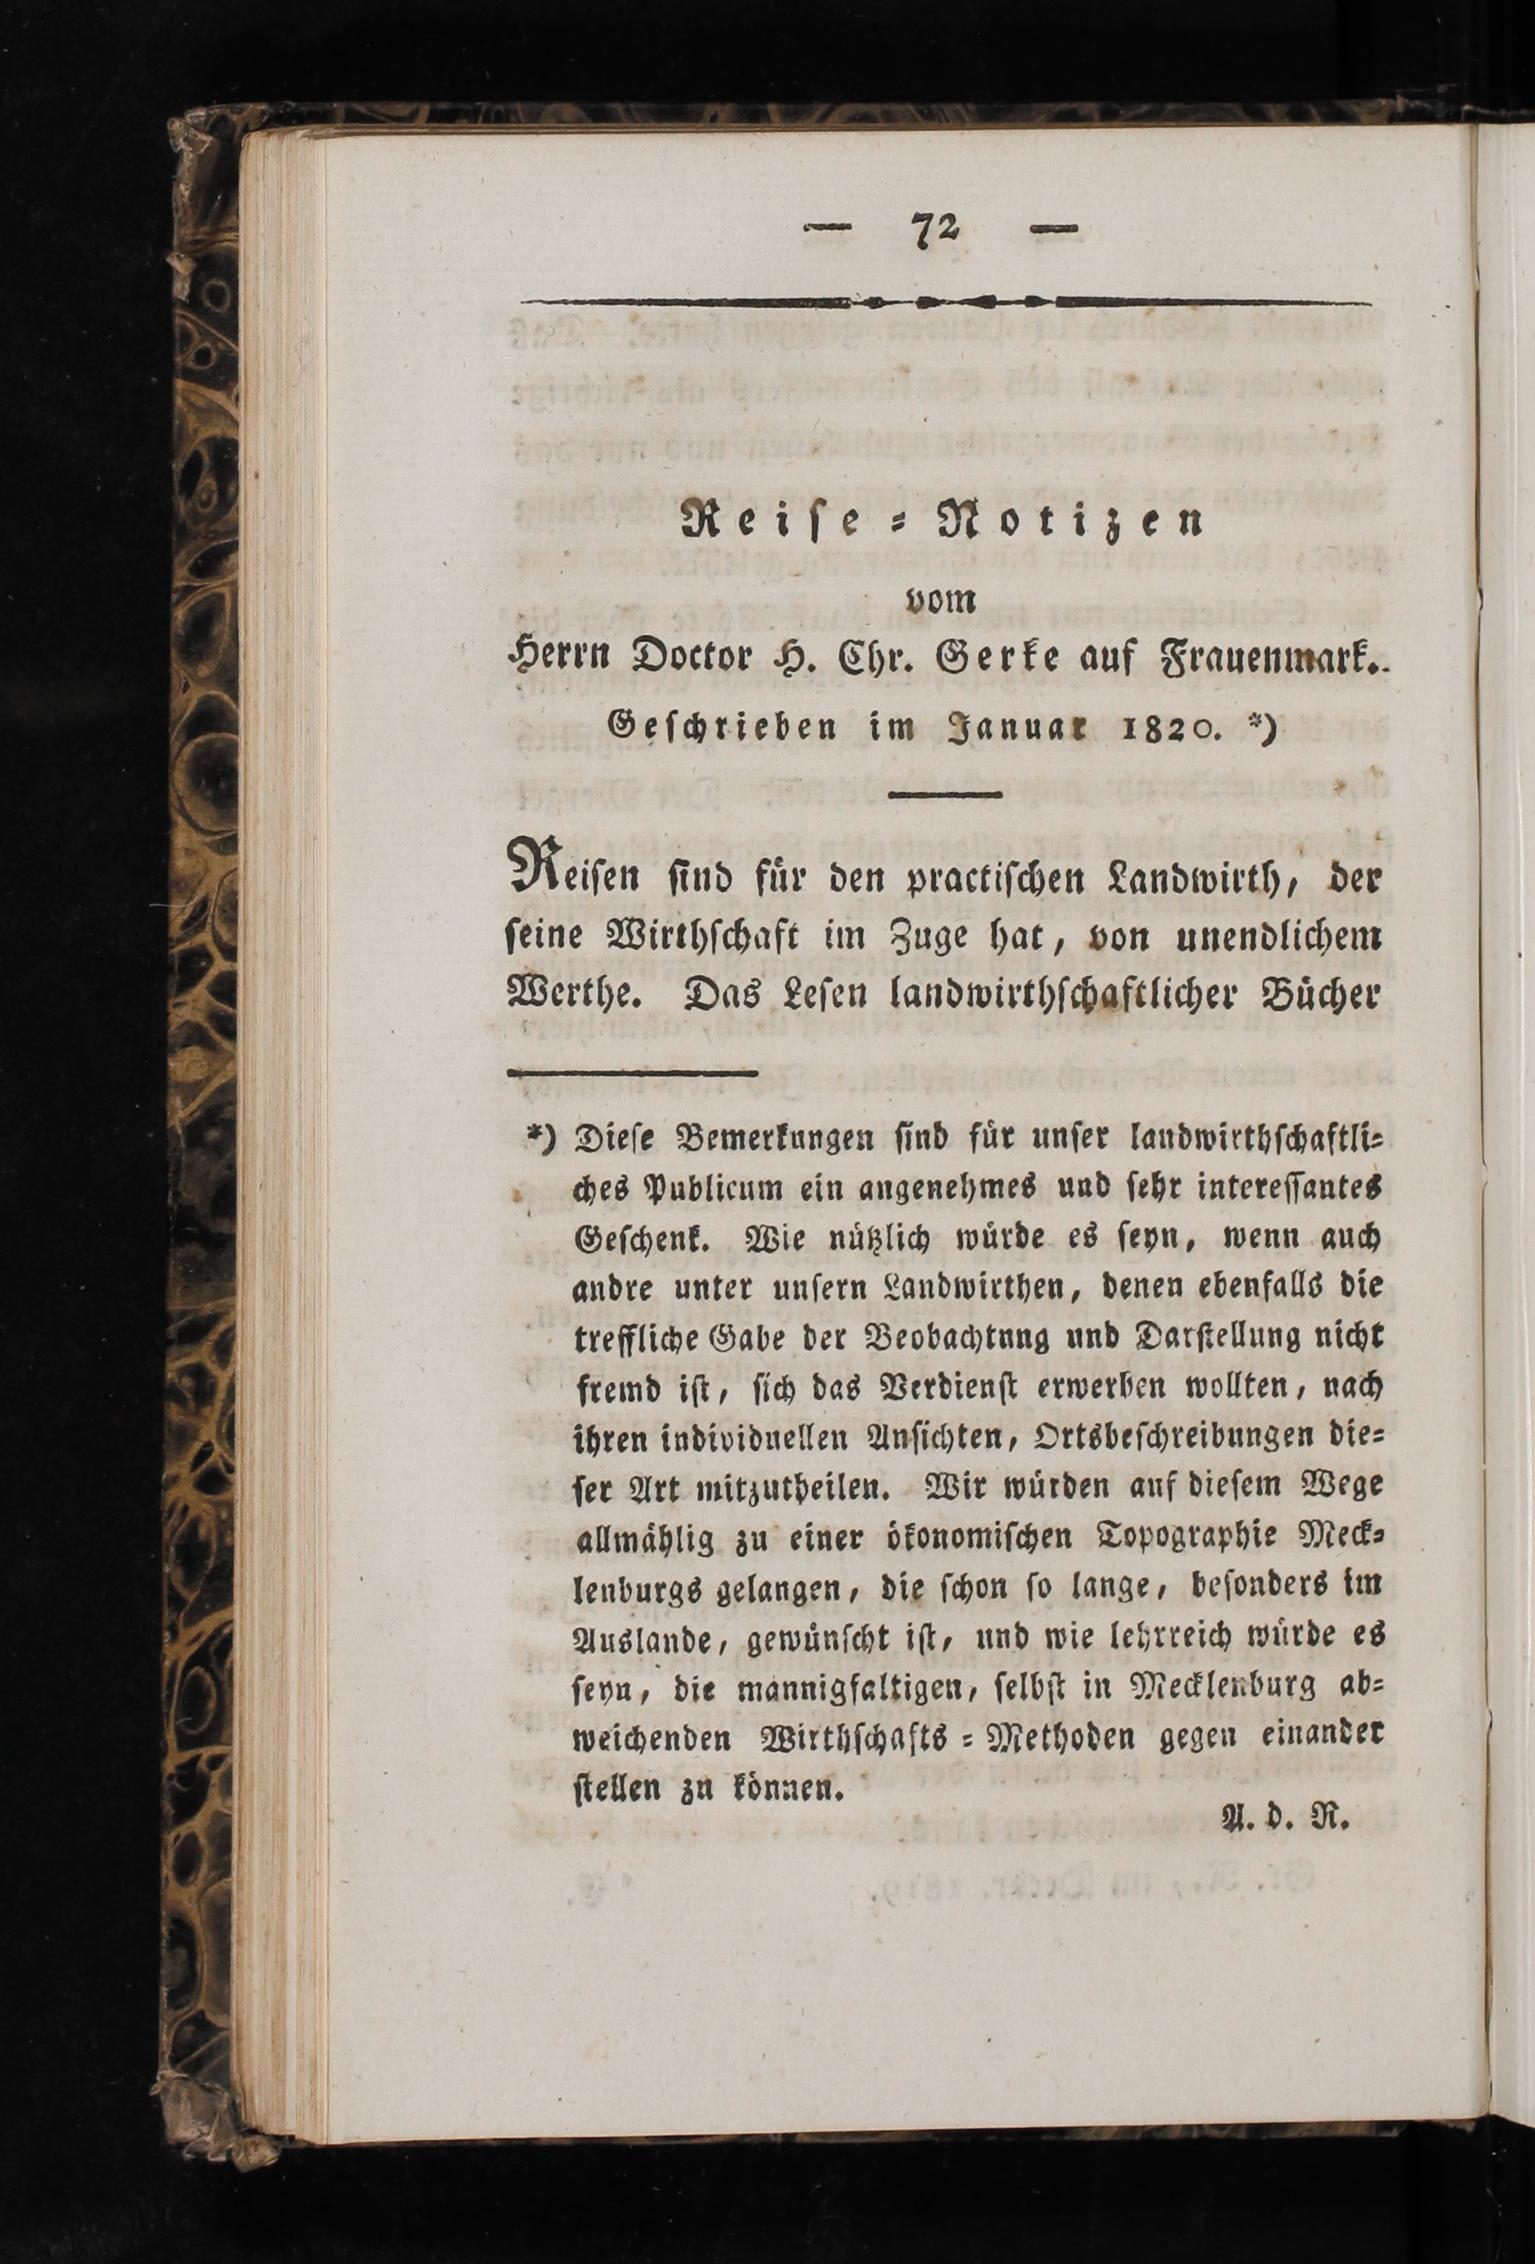 — 72 —
Reiſe⸗Notizen
vom
Herrn Doctor H. Chr. Gerke auf Frauenmark.
Geſchrieben im Januar 1820. *)
Reiſen ſind für den practiſchen Landwirth, der
ſeine Wirthſchaft im Zuge hat, von unendlichem
Werthe. Das Leſen landwirthſchaftlicher Bücher
*) Dieſe Bemerkungen ſind für unſer landwirthſchaftli⸗
ches Publicum ein angenehmes und ſehr intereſſantes
Geſchenk. Wie nützlich würde es ſeyn, wenn auch
andre unter unſern Landwirthen, denen ebenfalls die
treffliche Gabe der Beobachtnng und Darſtellung nicht
fremd iſt, ſich das Verdienſt erwerben wollten, nach
ihren individuellen Anſichten, Ortsbeſchreibungen die⸗
ſer Art mitzutheilen. Wir würden auf dieſem Wege
allmählig zu einer ökonomiſchen Topographie Meck⸗
lenburgs gelangen, die ſchon ſo lange, beſonders im
Auslande, gewünſcht iſt, und wie lehrreich würde es
ſeyn, die mannigfaltigen, ſelbſt in Mecklenburg ab⸗
weichenden Wirthſchafts⸗Methoden gegen einander
ſtellen zu können.
A. d. R.